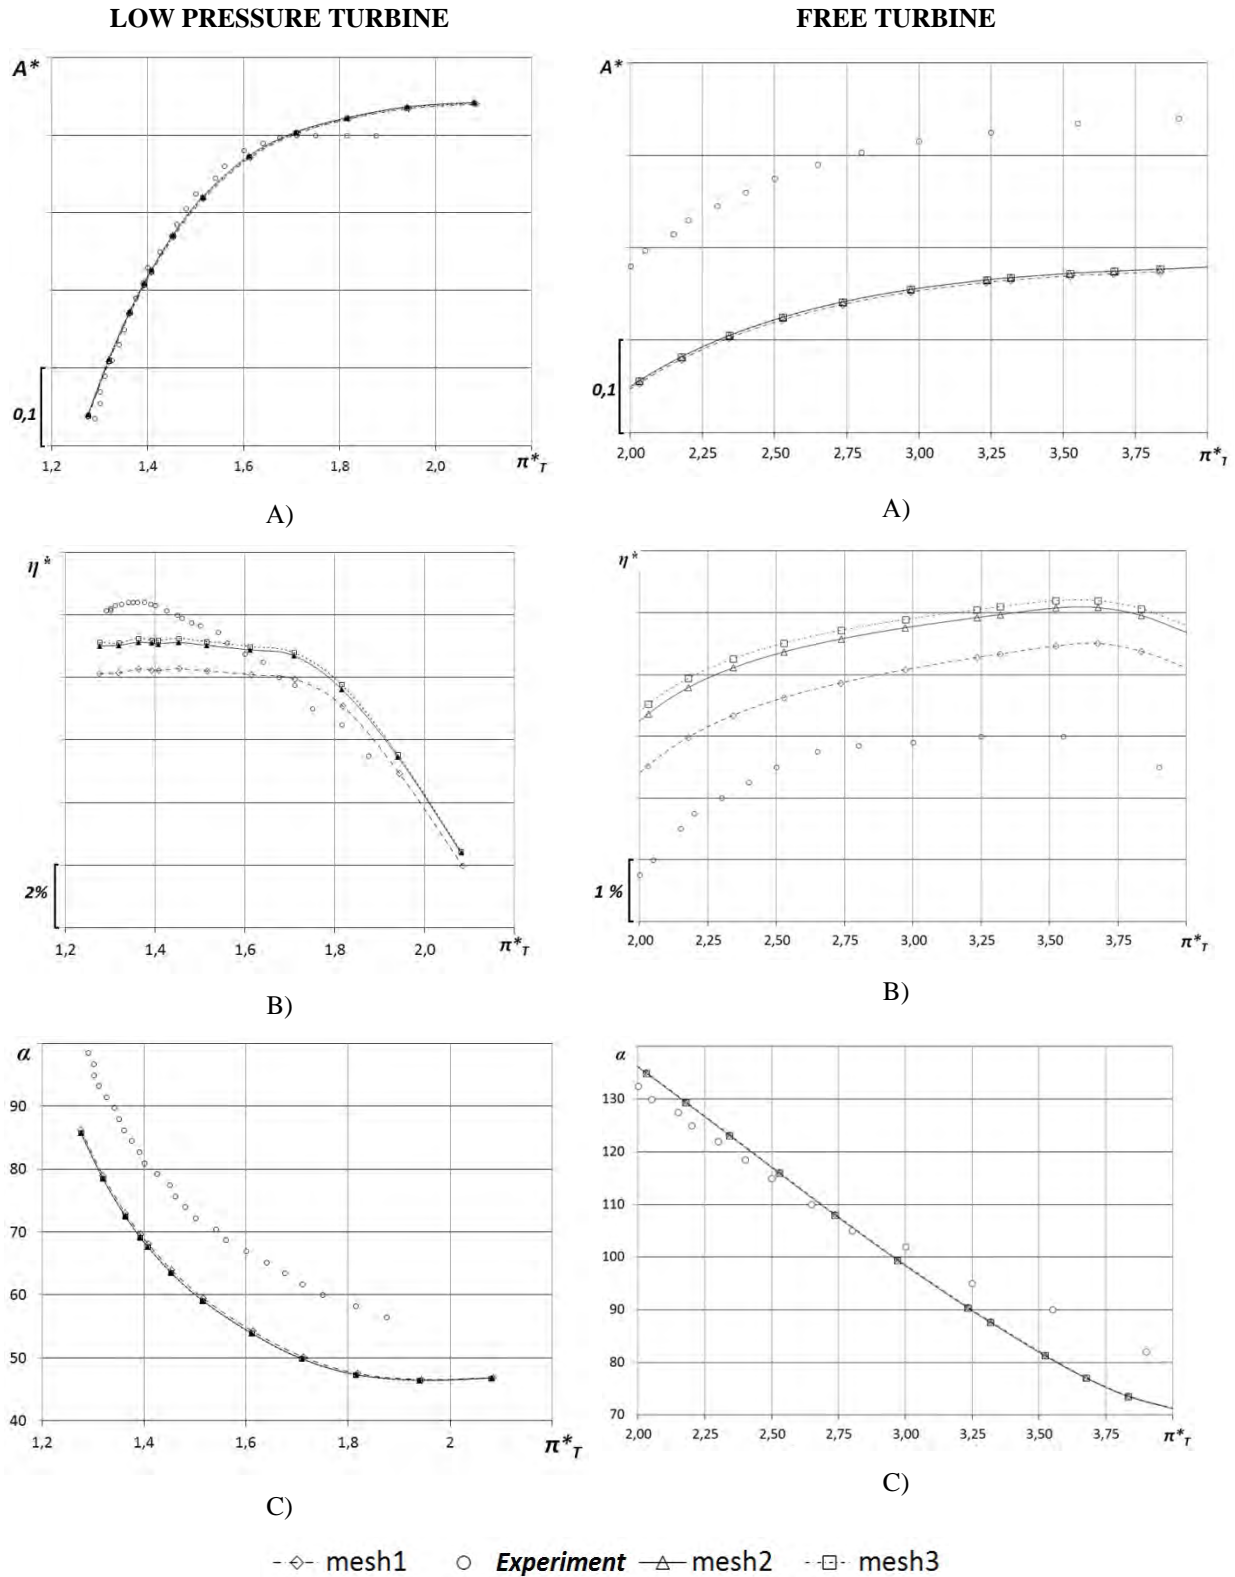 LOW PRESSURE TURBINE
FREE TURBINE
A*
0,1
1,2 1,4 1,6 1,8 2,0 π*T
A)
A*
0,1
2,00 2,25 2,50 2,75 3,00 3,25 3,50 3,75 π*T
A)
η*
2%
1,2 1,4 1,6 1,8 2,0 π*T
B)
η*
1 %
2,00 2,25 2,50 2,75 3,00 3,25 3,50 3,75 π*T
B)
α
90
80
70
60
50
40
1,2 1,4 1,6 1,8 2 π*T
C)
α
130
120
110
100
90
80
70
2,00 2,25 2,50 2,75 3,00 3,25 3,50 3,75 π*T
C)
mesh1 Experiment mesh2 mesh3